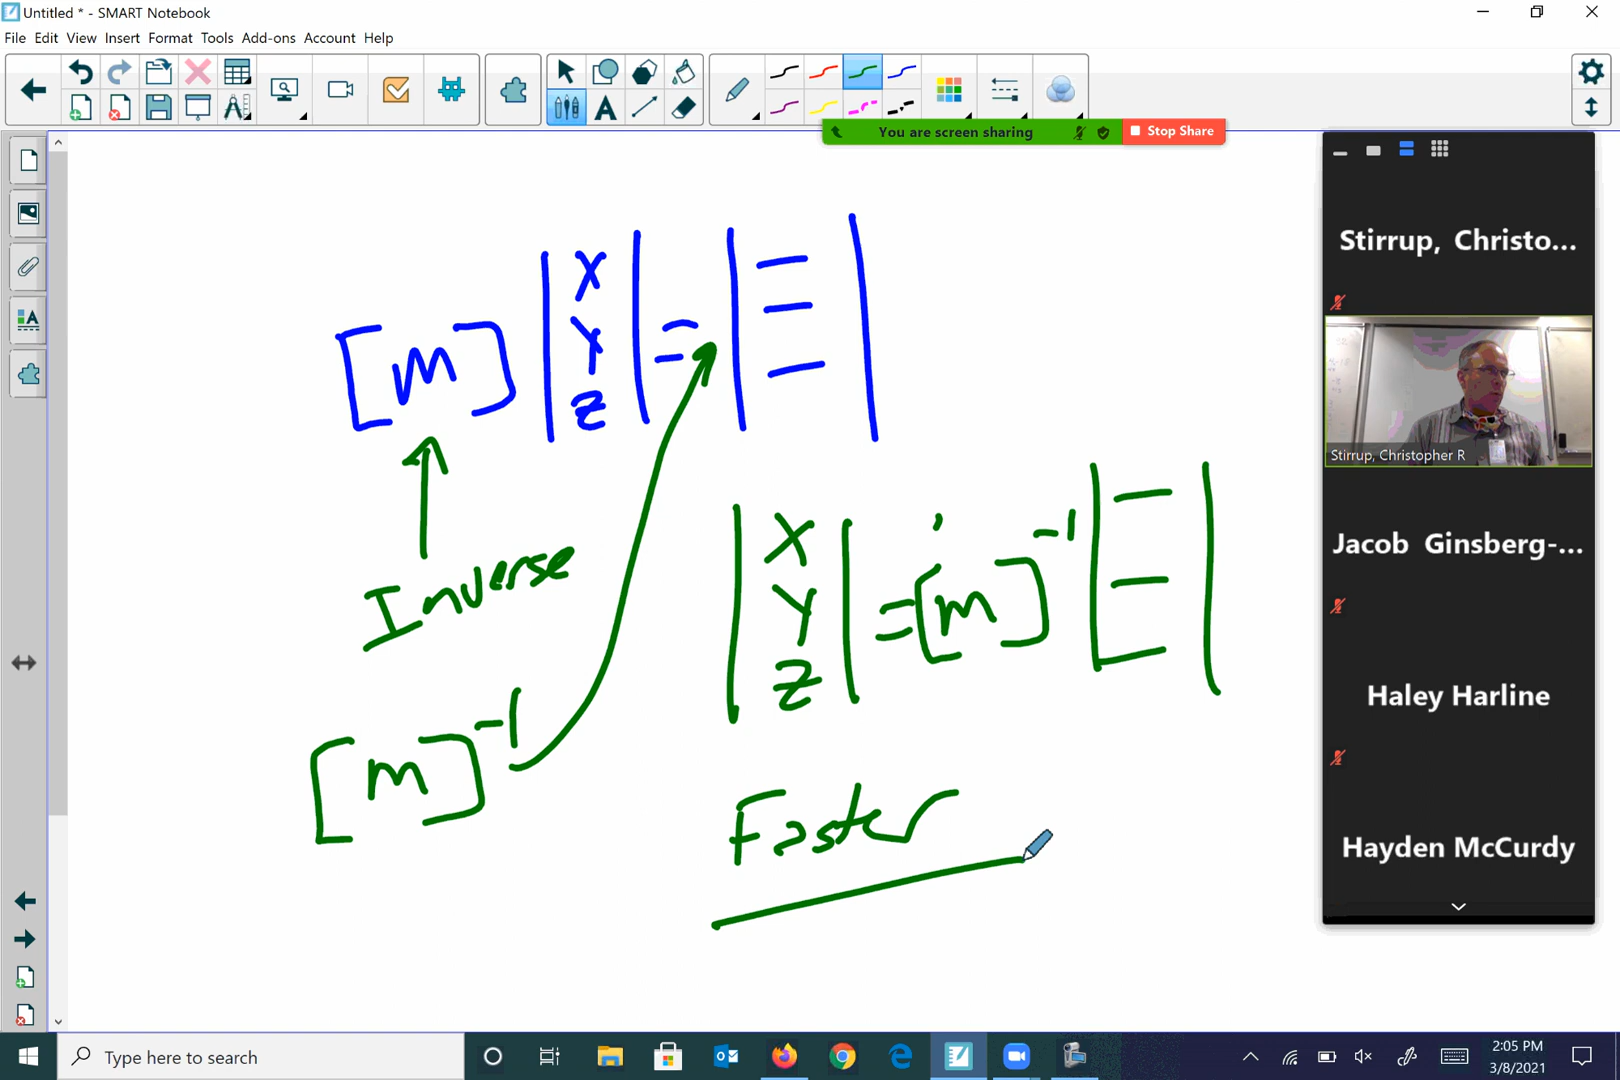 Untitled * - SMART Notebook
File Edit View Insert Format Tools Add-ons Account Help
You are screen sharing
Stop Share
[m] | X Y Z | = | |
Inverse
[m]⁻¹
| X Y Z | = [m]⁻¹ | |
Faster
Stirrup, Christo...
Stirrup, Christopher R
Jacob Ginsberg-...
Haley Harline
Hayden McCurdy
Type here to search
2:05 PM
3/8/2021